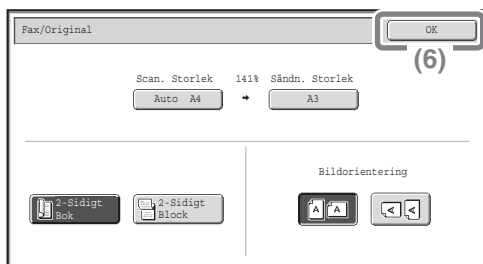 Fax/Original
OK
(6)
Scan. Storlek 141% Sändn. Storlek
Auto A4 → A3
Bildorientering
2-Sidigt
Bok
2-Sidigt
Block
A A A A